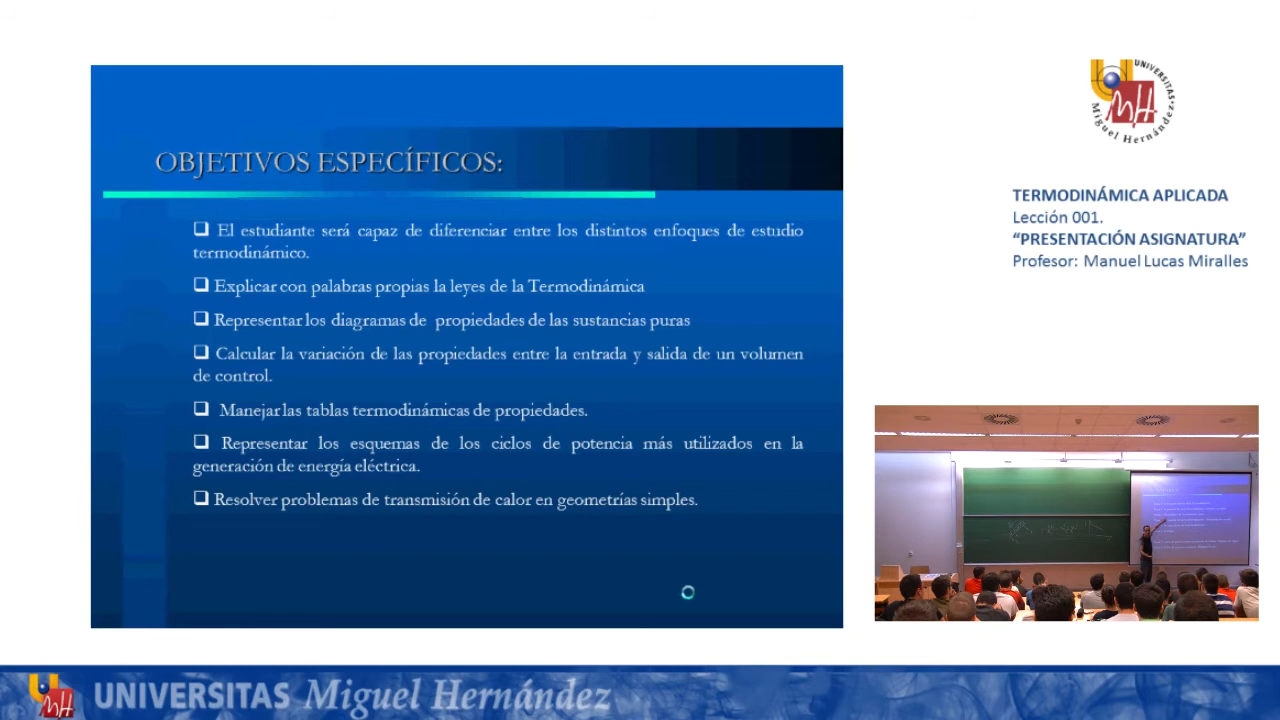 OBJETIVOS ESPECÍFICOS:
❑ El estudiante será capaz de diferenciar entre los distintos enfoques de estudio
termodinámico.
❑ Explicar con palabras propias la leyes de la Termodinámica
❑ Representar los diagramas de propiedades de las sustancias puras
❑ Calcular la variación de las propiedades entre la entrada y salida de un volumen
de control.
❑ Manejar las tablas termodinámicas de propiedades.
❑ Representar los esquemas de los ciclos de potencia más utilizados en la
generación de energía eléctrica.
❑ Resolver problemas de transmisión de calor en geometrías simples.
UNIVERSITAS
Miguel Hernández
TERMODINÁMICA APLICADA
Lección 001.
“PRESENTACIÓN ASIGNATURA”
Profesor: Manuel Lucas Miralles
UNIVERSITAS Miguel Hernández